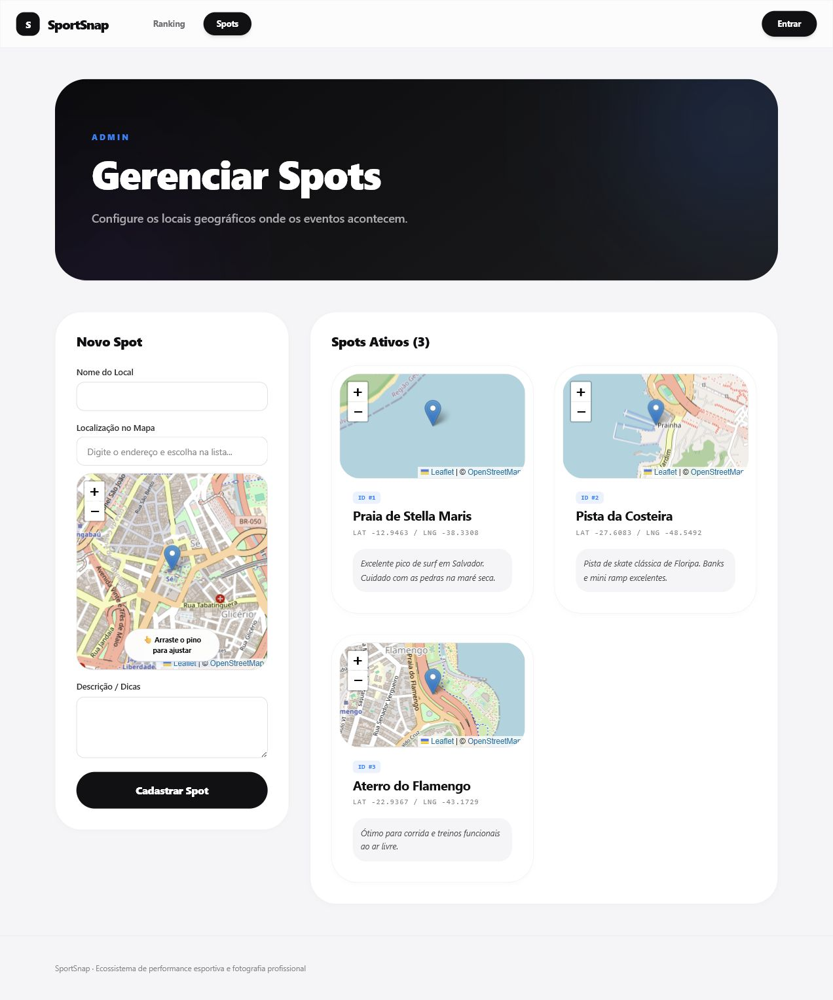 S SportSnap Ranking Spots Entrar
ADMIN
Gerenciar Spots
Configure os locais geográficos onde os eventos acontecem.
Novo Spot
Nome do Local
Localização no Mapa
Digite o endereço e escolha na lista...
+
−
BR-050
Rua São Bento
Sé
Sé
Avenida Vinte e Três de Maio
Rua Tabatinguera
Glicério
Rua Jandaia
Rua Glicério
👆 Arraste o pino
para ajustar
Liberdade
Leaflet | © OpenStreetMap
Descrição / Dicas
Cadastrar Spot
Spots Ativos (3)
+
−
Leaflet | © OpenStreetMap
ID #1
Praia de Stella Maris
LAT -12.9463 / LNG -38.3308
Excelente pico de surf em Salvador.
Cuidado com as pedras na maré seca.
+
−
Prainha
Leaflet | © OpenStreetMap
ID #2
Pista da Costeira
LAT -27.6083 / LNG -48.5492
Pista de skate clássica de Floripa. Banks
e mini ramp excelentes.
+
−
Flamengo
Praia do Flamengo
Rua Senador Vergueiro
Leaflet | © OpenStreetMap
ID #3
Aterro do Flamengo
LAT -22.9367 / LNG -43.1729
Ótimo para corrida e treinos funcionais
ao ar livre.
SportSnap · Ecossistema de performance esportiva e fotografia profissional